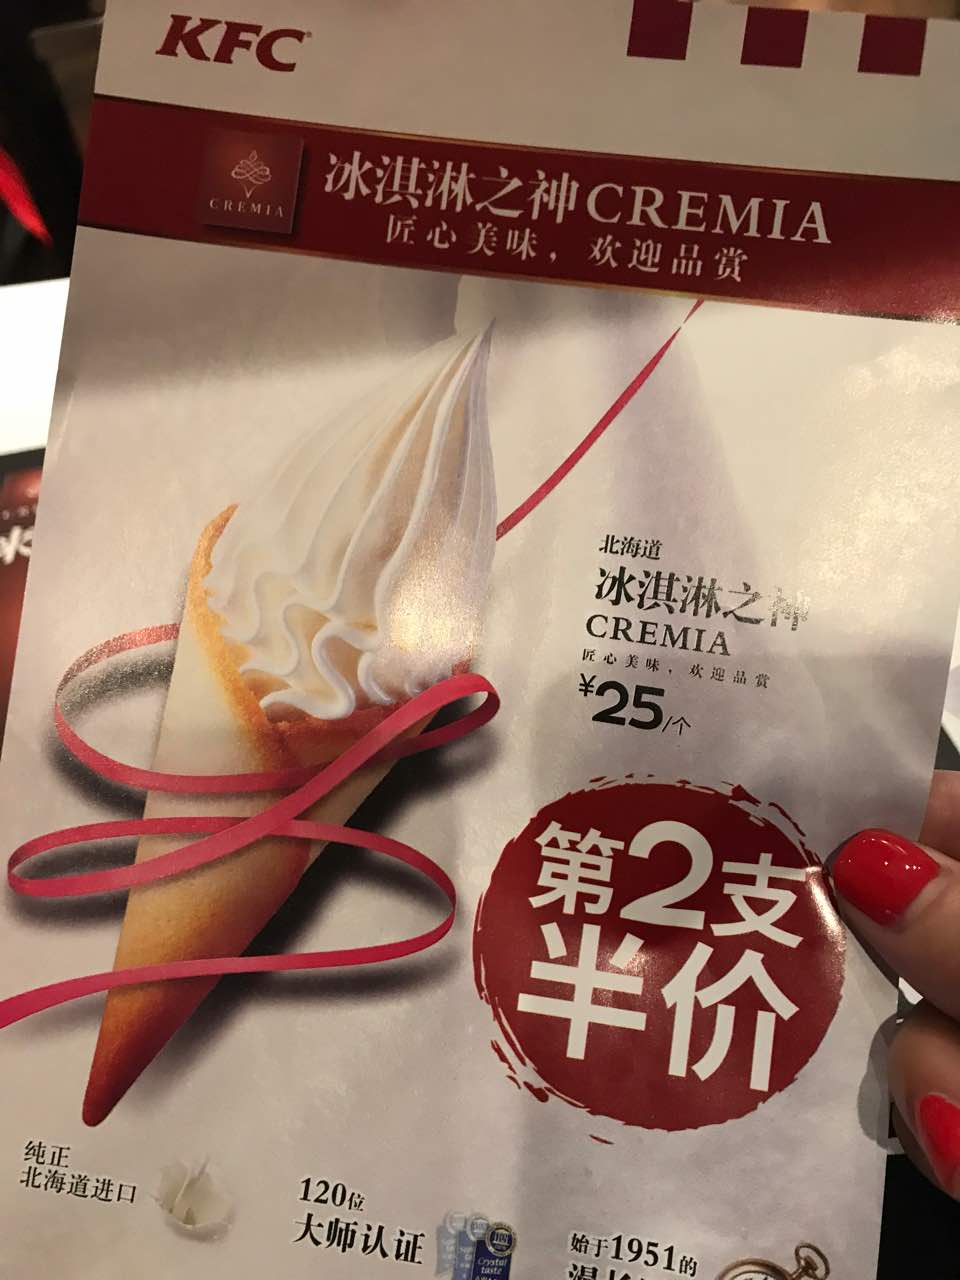 KFC
CREMIA
冰淇淋之神CREMIA
匠心美味，欢迎品赏
北海道
冰淇淋之神
CREMIA
匠心美味，欢迎品赏
¥25/个
第2支
半价
纯正
北海道进口
120位
大师认证
Crystal
taste
始于1951的